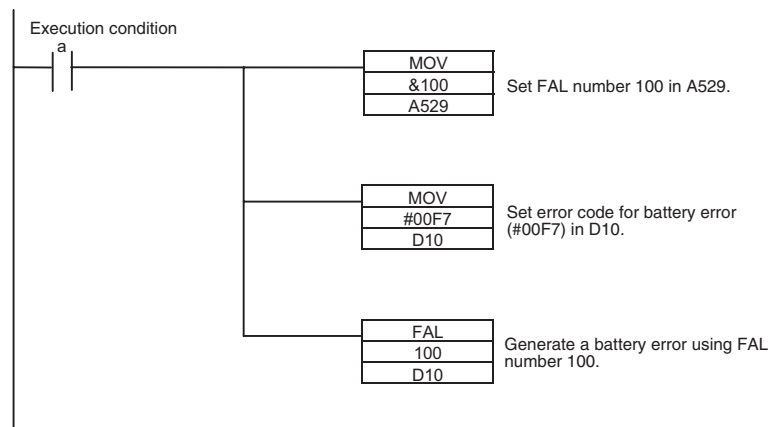 Execution condition
a
MOV
&100
A529
Set FAL number 100 in A529.
MOV
#00F7
D10
Set error code for battery error
(#00F7) in D10.
FAL
100
D10
Generate a battery error using FAL
number 100.